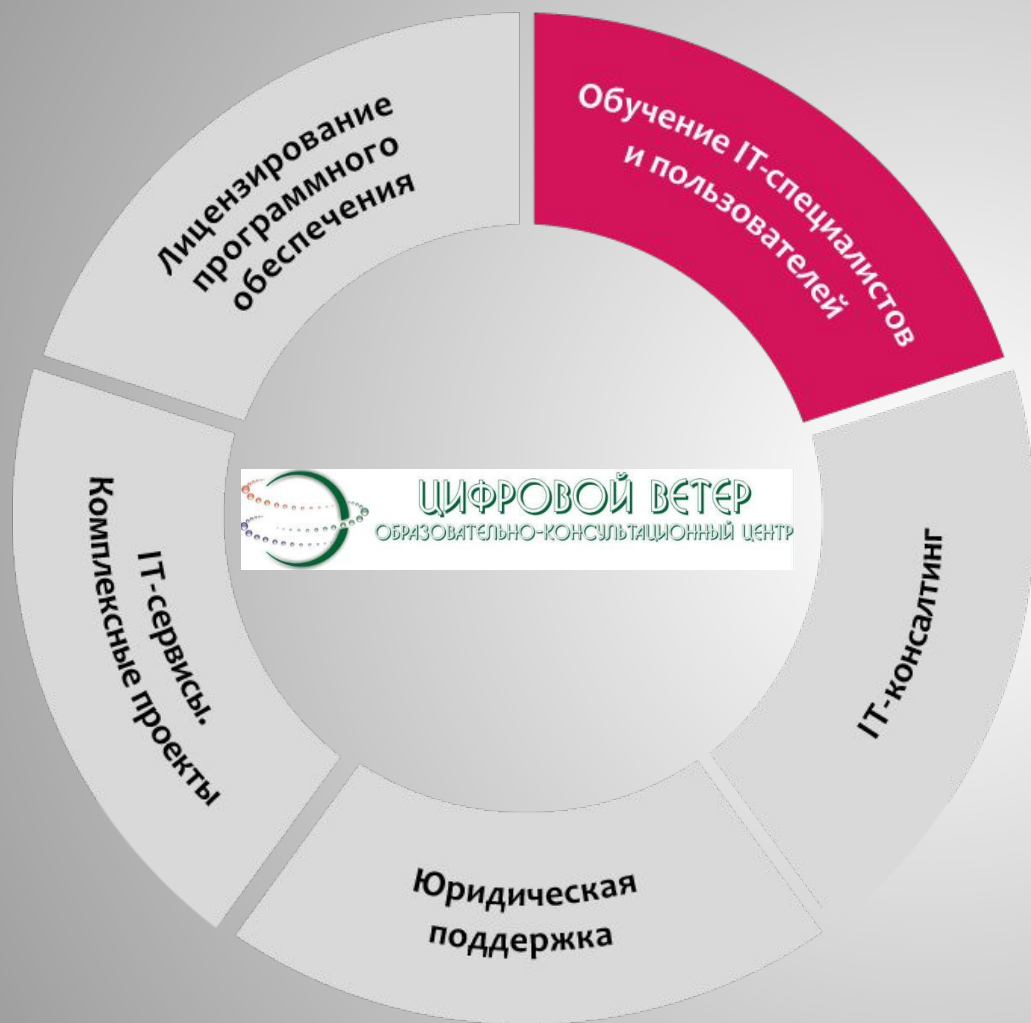 Лицензирование
программного
обеспечения
Обучение IT-специалистов
и пользователей
ЦИФРОВОЙ ВЕТЕР
ОБРАЗОВАТЕЛЬНО-КОНСУЛЬТАЦИОННЫЙ ЦЕНТР
IT-сервисы.
Комплексные проекты
IT-консалтинг
Юридическая
поддержка